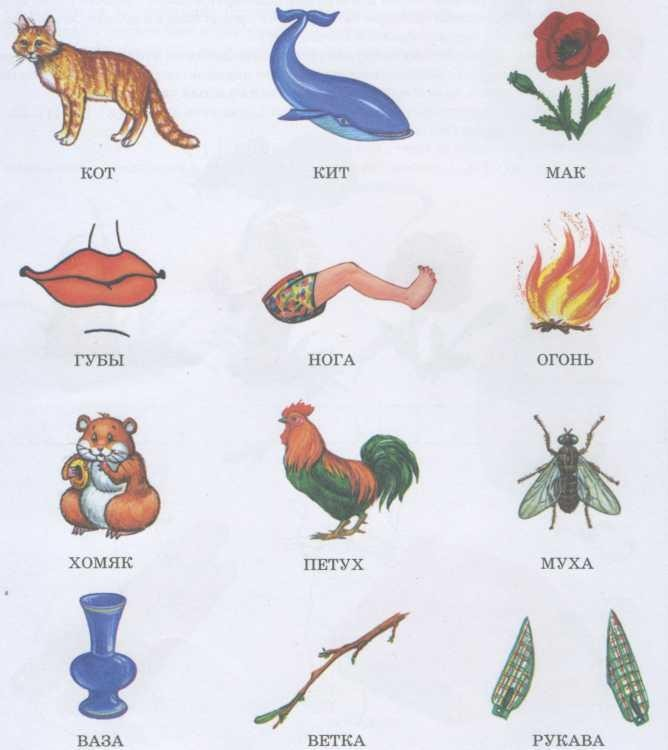 КОТ КИТ МАК
ГУБЫ НОГА ОГОНЬ
ХОМЯК ПЕТУХ МУХА
ВАЗА ВЕТКА РУКАВА